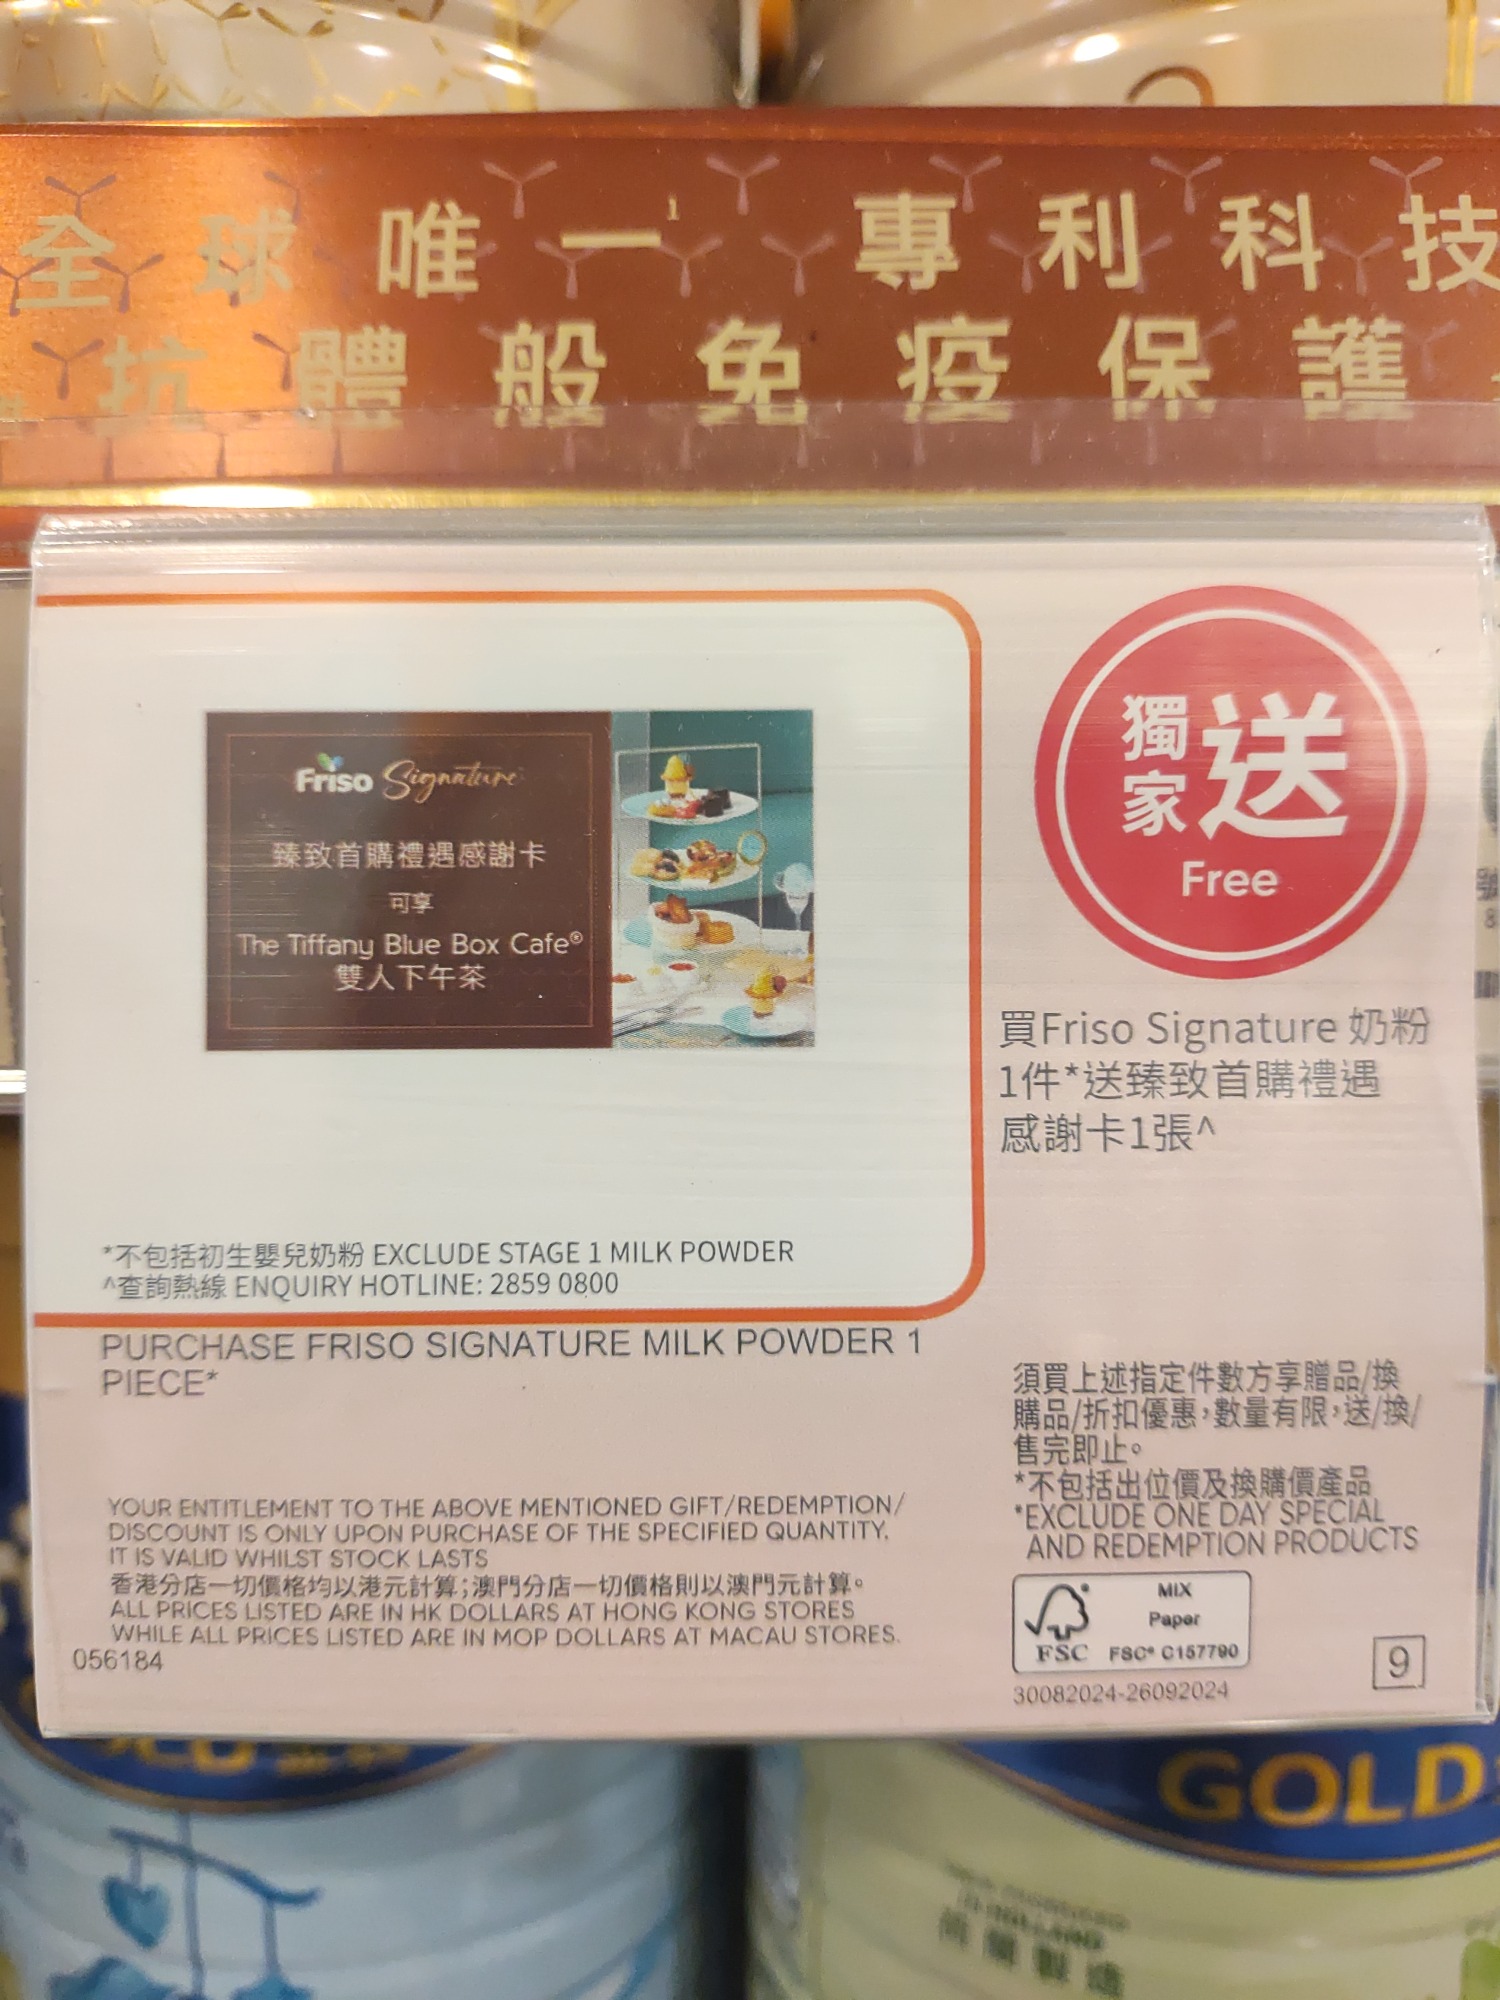 全球唯一1 專利科技
抗體般免疫保護
Friso Signature
臻致首購禮遇感謝卡
可享
The Tiffany Blue Box Cafe®
雙人下午茶
獨家送
Free
買Friso Signature 奶粉
1件*送臻致首購禮遇
感謝卡1張^
*不包括初生嬰兒奶粉 EXCLUDE STAGE 1 MILK POWDER
^查詢熱線 ENQUIRY HOTLINE: 2859 0800
PURCHASE FRISO SIGNATURE MILK POWDER 1
PIECE*
須買上述指定件數方享贈品/換
購品/折扣優惠，數量有限，送/換/
售完即止。
*不包括出位價及換購價產品
*EXCLUDE ONE DAY SPECIAL
AND REDEMPTION PRODUCTS
YOUR ENTITLEMENT TO THE ABOVE MENTIONED GIFT/REDEMPTION/
DISCOUNT IS ONLY UPON PURCHASE OF THE SPECIFIED QUANTITY.
IT IS VALID WHILST STOCK LASTS
香港分店一切價格均以港元計算；澳門分店一切價格則以澳門元計算。
ALL PRICES LISTED ARE IN HK DOLLARS AT HONG KONG STORES
WHILE ALL PRICES LISTED ARE IN MOP DOLLARS AT MACAU STORES.
056184
MIX
Paper
FSC FSC® C157790
30082024-26092024
9
GOLD
荷蘭製造